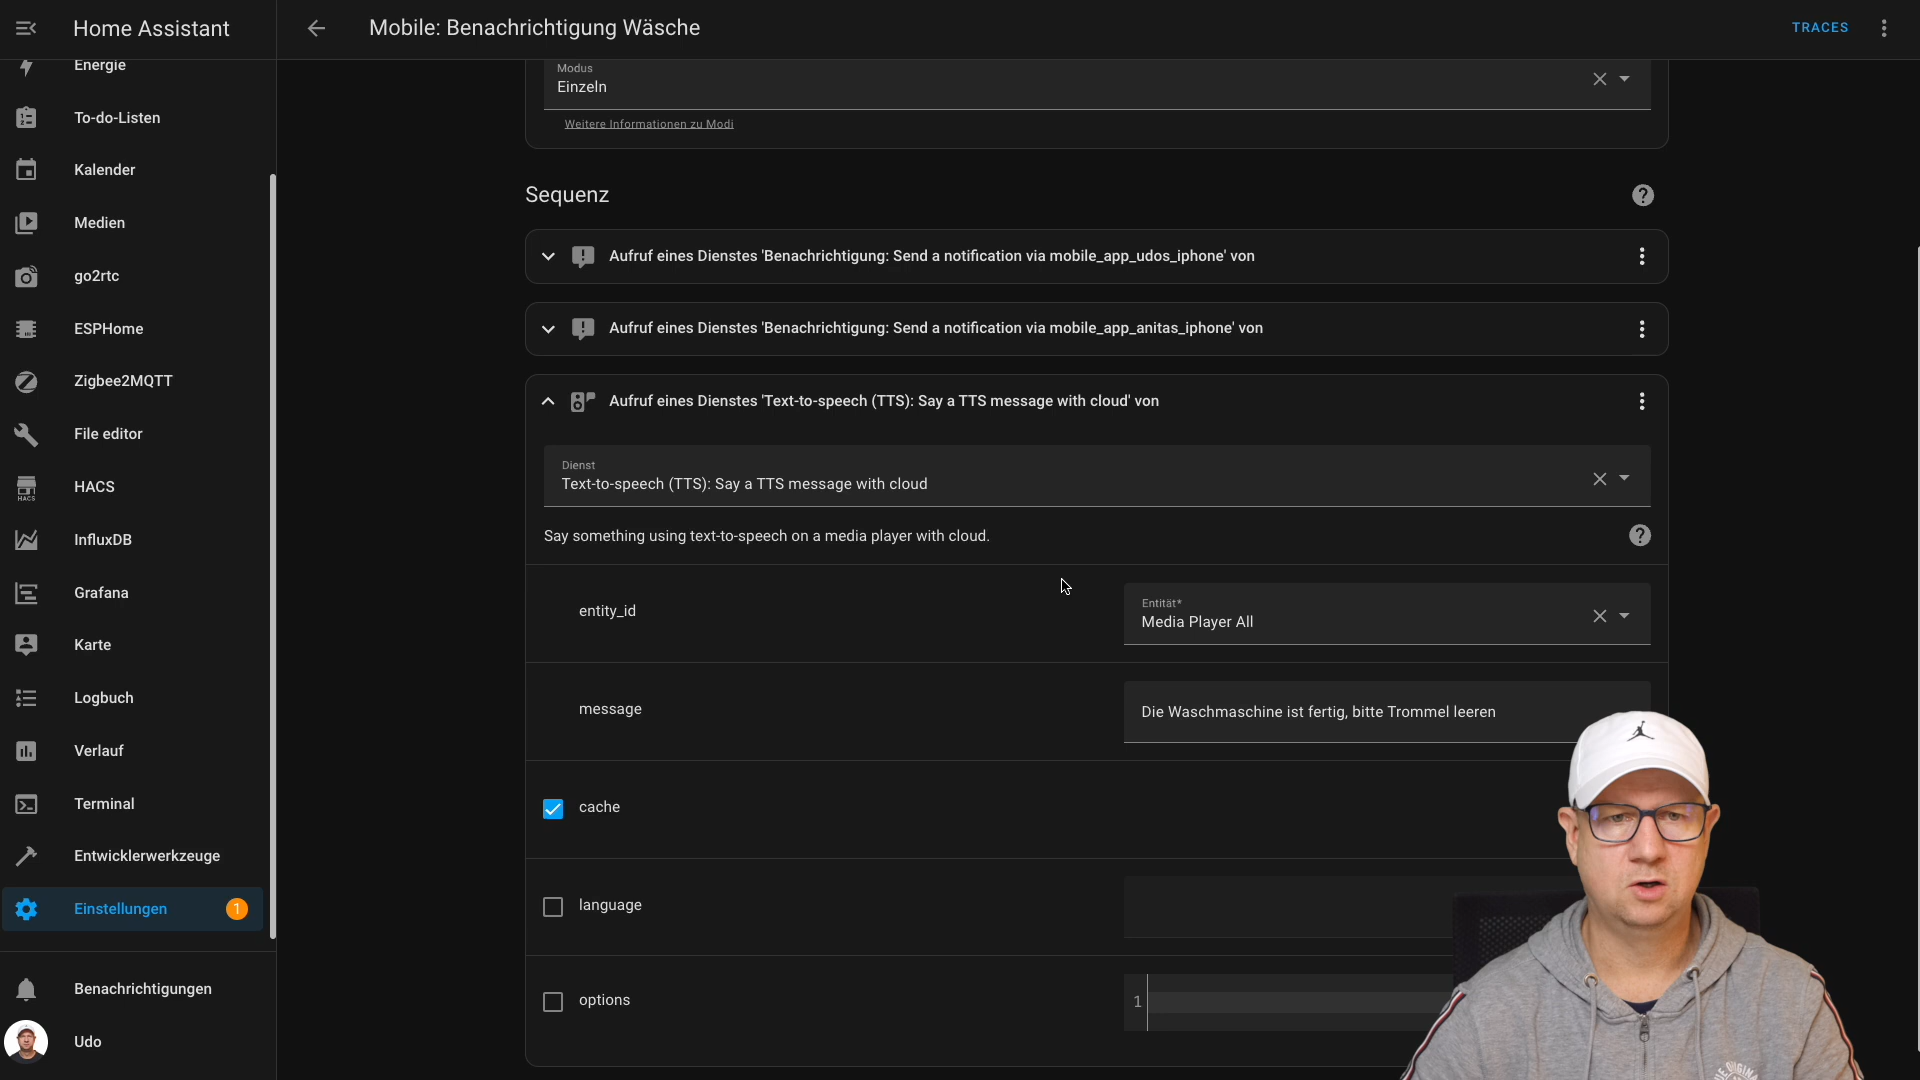 Home Assistant
Mobile: Benachrichtigung Wäsche
TRACES
Energie
To-do-Listen
Kalender
Medien
go2rtc
ESPHome
Zigbee2MQTT
File editor
HACS
HACS
InfluxDB
Grafana
Karte
Logbuch
Verlauf
Terminal
Entwicklerwerkzeuge
Einstellungen
1
Benachrichtigungen
Udo
Modus
Einzeln
Weitere Informationen zu Modi
Sequenz
Aufruf eines Dienstes 'Benachrichtigung: Send a notification via mobile_app_udos_iphone' von
Aufruf eines Dienstes 'Benachrichtigung: Send a notification via mobile_app_anitas_iphone' von
Aufruf eines Dienstes 'Text-to-speech (TTS): Say a TTS message with cloud' von
Dienst
Text-to-speech (TTS): Say a TTS message with cloud
Say something using text-to-speech on a media player with cloud.
entity_id
Entität*
Media Player All
message
Die Waschmaschine ist fertig, bitte Trommel leeren
cache
language
options
1